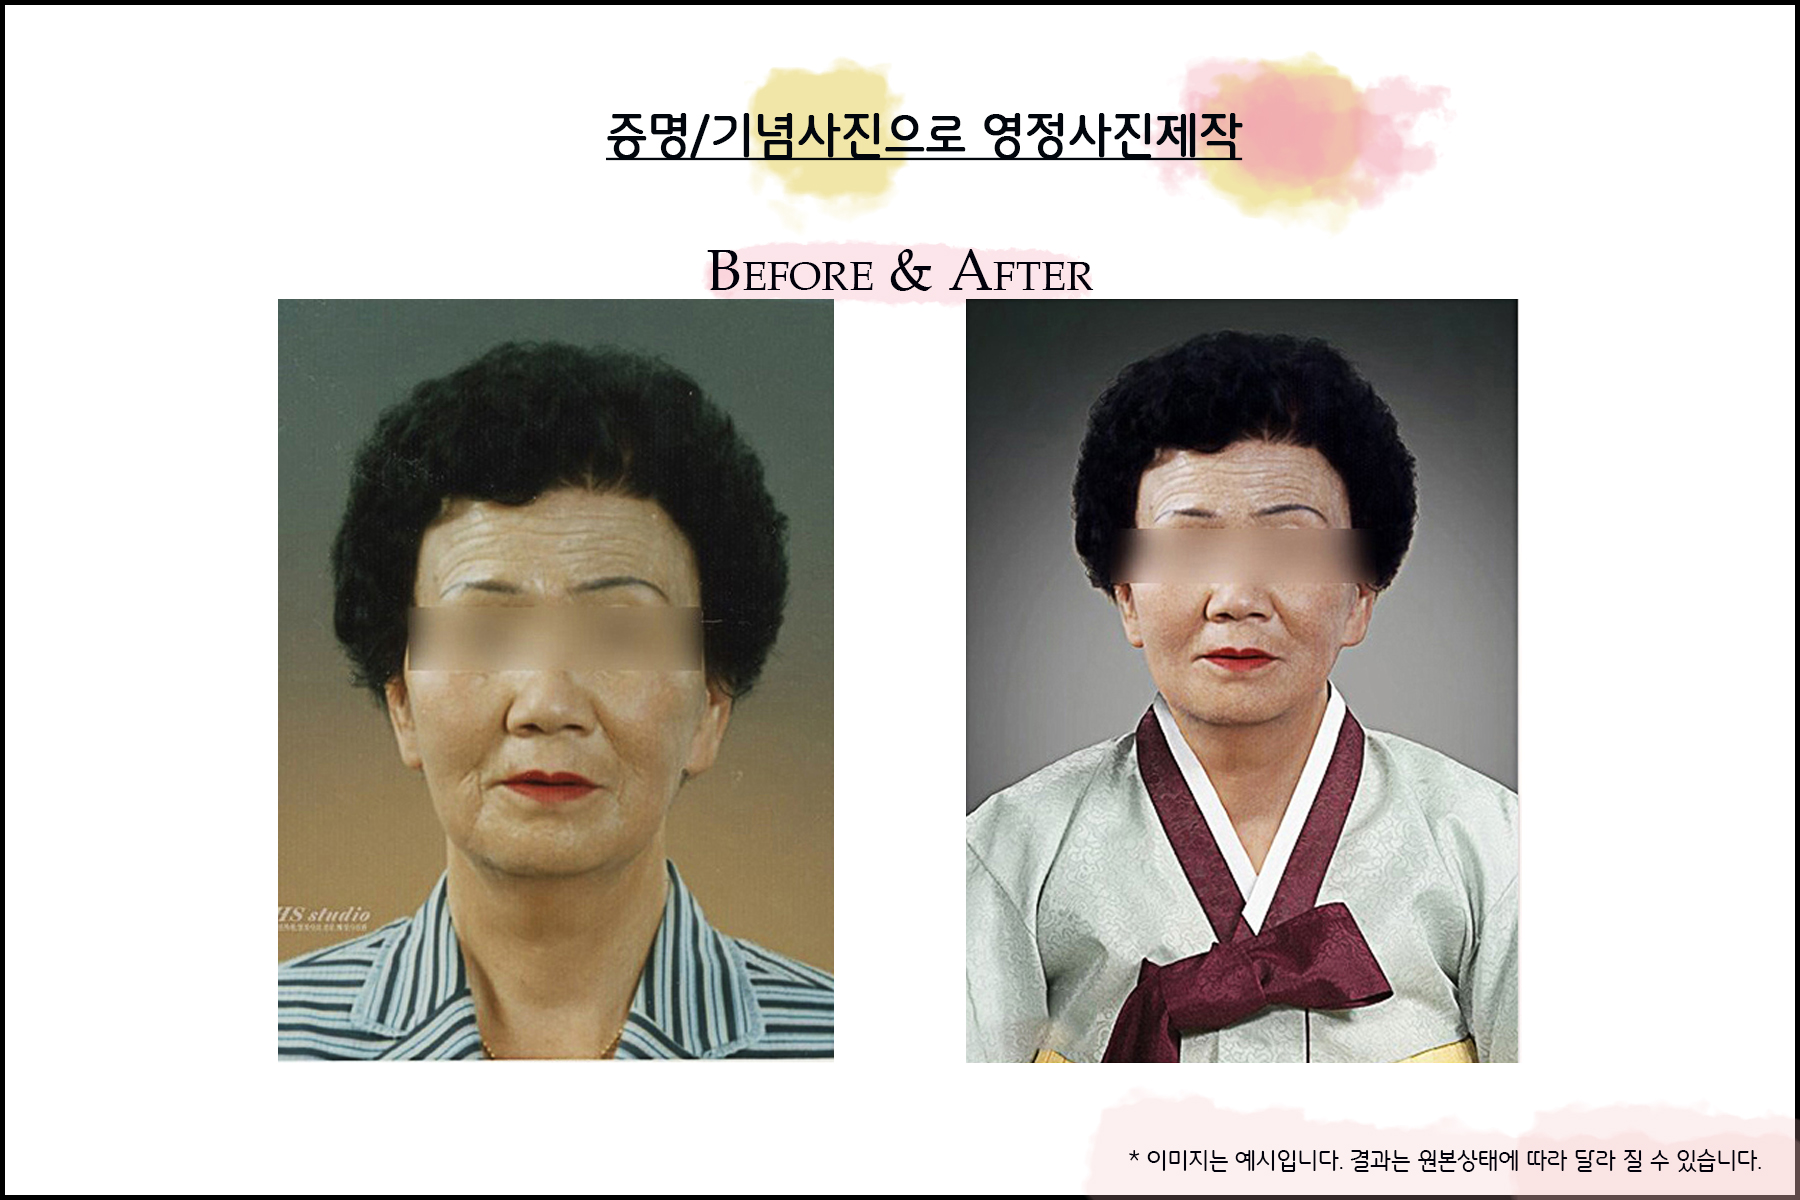 증명/기념사진으로 영정사진제작
BEFORE & AFTER
HS studio
* 이미지는 예시입니다. 결과는 원본상태에 따라 달라 질 수 있습니다.